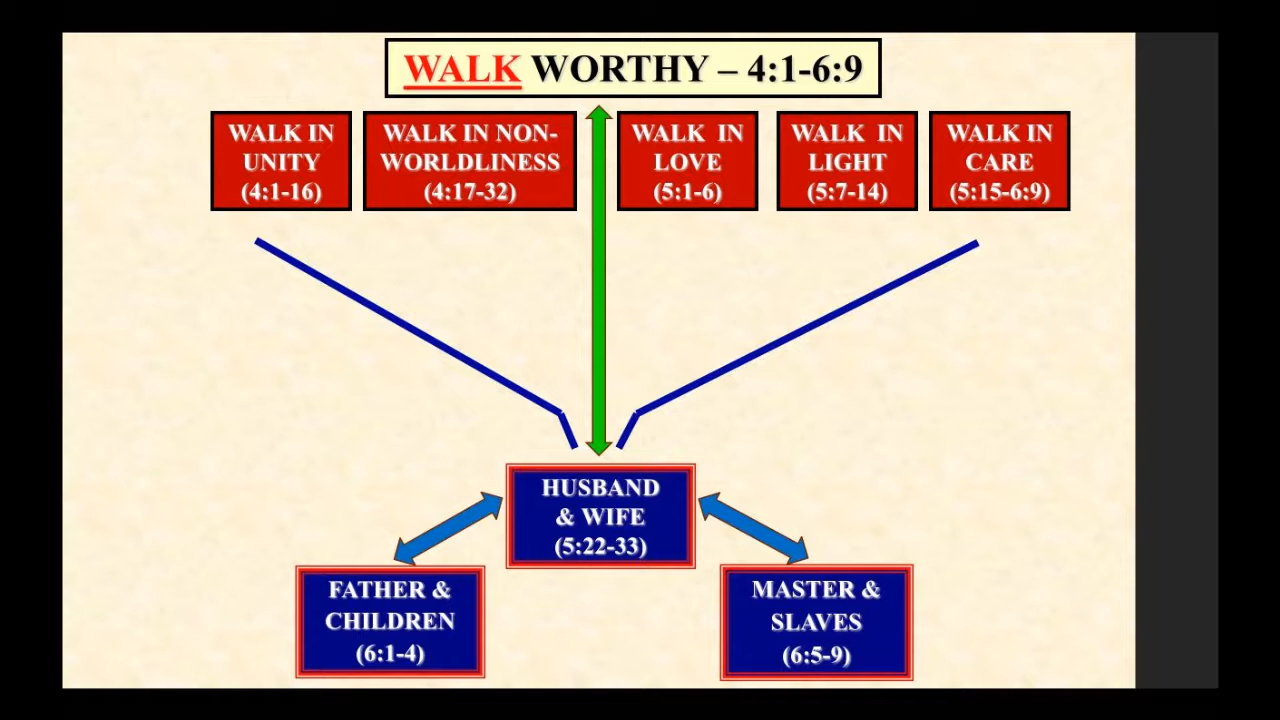 WALK WORTHY – 4:1-6:9
WALK IN
UNITY
(4:1-16)
WALK IN NON-
WORLDLINESS
(4:17-32)
WALK IN
LOVE
(5:1-6)
WALK IN
LIGHT
(5:7-14)
WALK IN
CARE
(5:15-6:9)
HUSBAND
& WIFE
(5:22-33)
FATHER &
CHILDREN
(6:1-4)
MASTER &
SLAVES
(6:5-9)